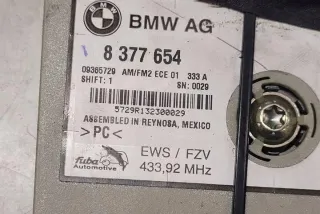 BMW AG
8 377 654
09365729 AM/FM2 ECE 01 333 A
SHIFT: 1 SN: 0029
5729R132300029
ASSEMBLED IN REYNOSA, MEXICO
>PC<
fuba
Automotive
EWS / FZV
433,92 MHz